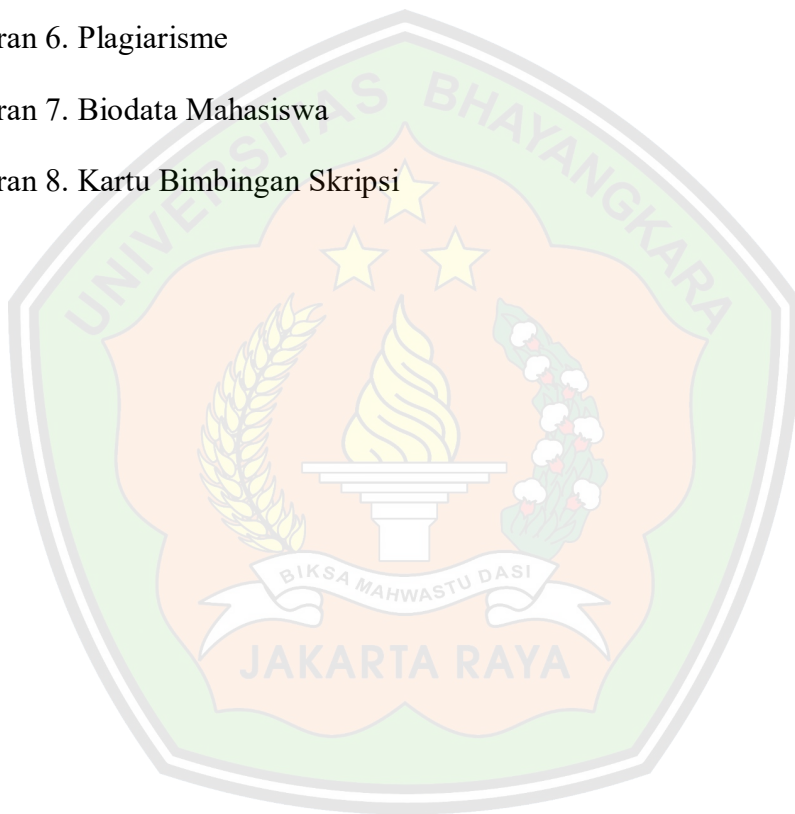 ran 6. Plagiarisme
ran 7. Biodata Mahasiswa
ran 8. Kartu Bimbingan Skripsi
UNIVERSITAS BHAYANGKARA
BIKSA MAHWASTU DASI
JAKARTA RAYA